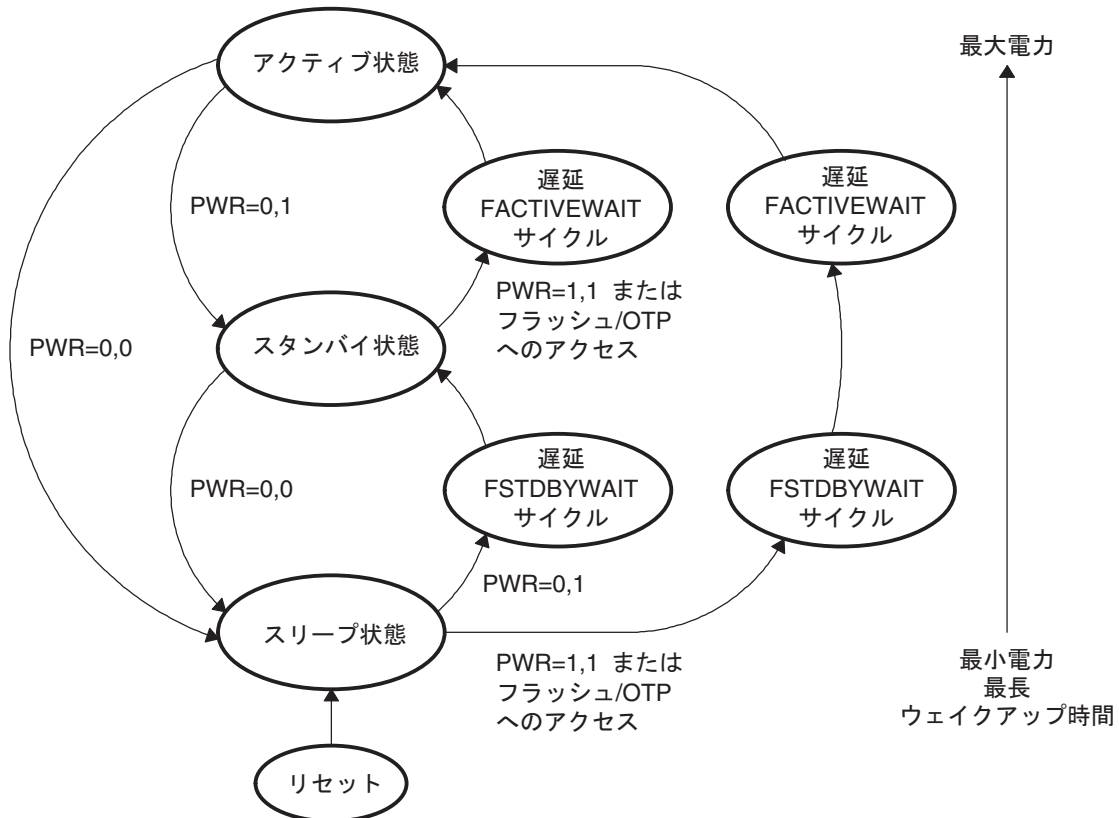 アクティブ状態
最大電力
遅延
FACTIVEWAIT
サイクル
遅延
FACTIVEWAIT
サイクル
PWR=0,1
PWR=1,1 または
フラッシュ/OTP
へのアクセス
PWR=0,0
スタンバイ状態
遅延
FSTDBYWAIT
サイクル
遅延
FSTDBYWAIT
サイクル
PWR=0,0
PWR=0,1
スリープ状態
PWR=1,1 または
フラッシュ/OTP
へのアクセス
最小電力
最長
ウェイクアップ時間
リセット